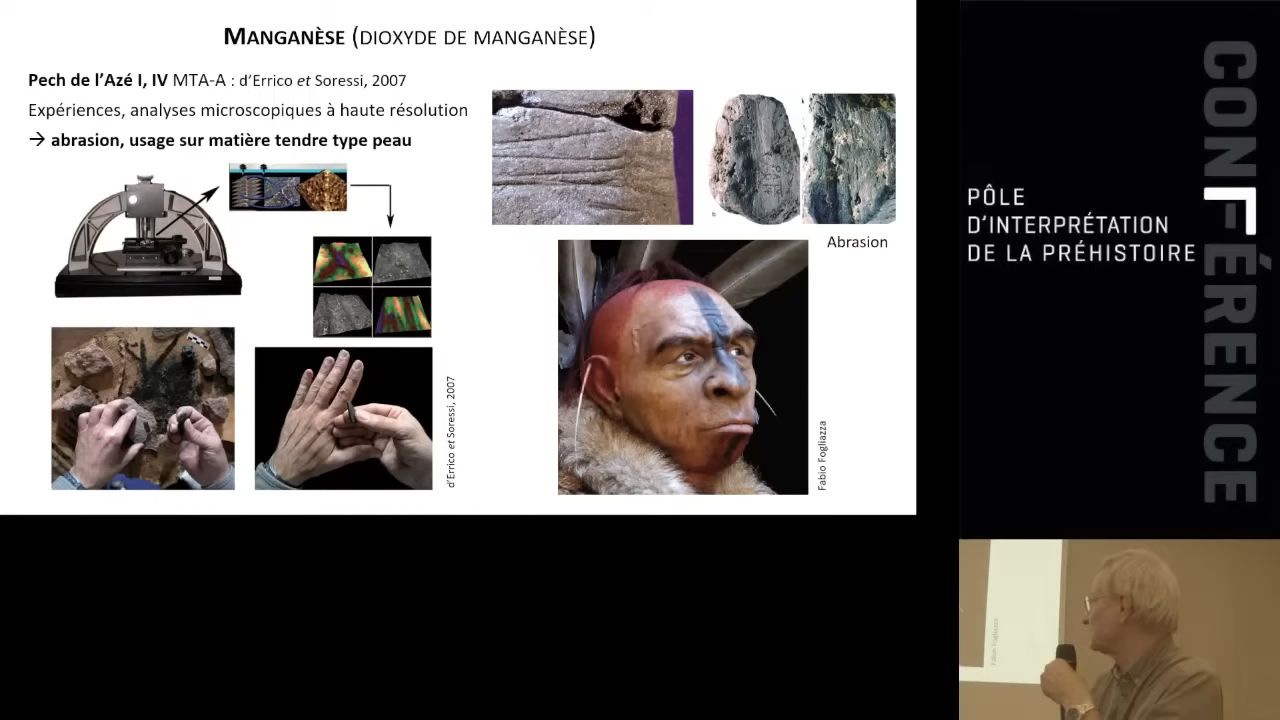 MANGANÈSE (DIOXYDE DE MANGANÈSE)
Pech de l'Azé I, IV MTA-A : d'Errico et Soressi, 2007
Expériences, analyses microscopiques à haute résolution
→ abrasion, usage sur matière tendre type peau
Abrasion
d'Errico et Soressi, 2007
Fabio Fogliazza
PÔLE
D'INTERPRÉTATION
DE LA PRÉHISTOIRE
CONFÉRENCE
Fabio Fogliazza